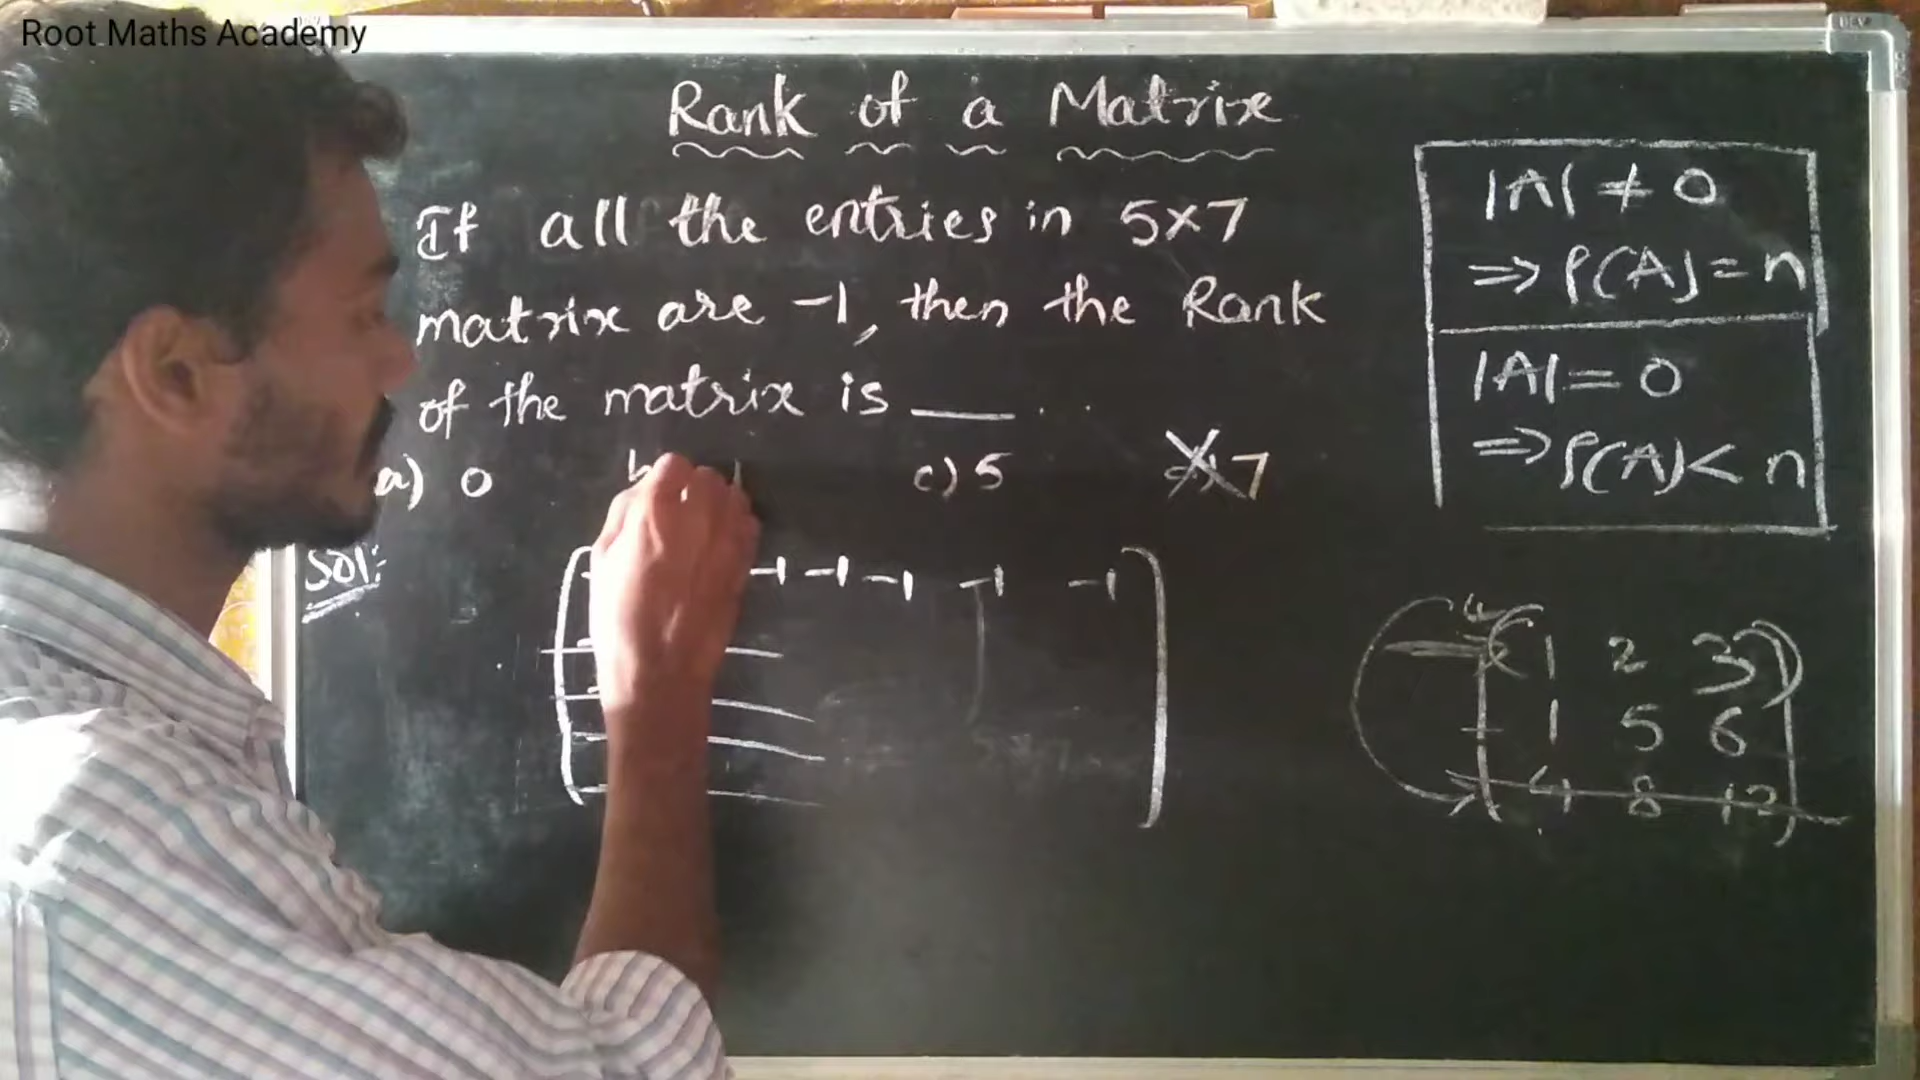 Root Maths Academy
Rank of a Matrix
If all the entries in 5x7
matrix are -1, then the Rank
of the matrix is ____ . .
a) 0 c) 5 7
Sol:
-1 -1 -1 -1 -1
|A| ≠ 0
⇒ ρ(A) = n
|A| = 0
⇒ ρ(A) < n
1 2 3
1 5 6
4 8 12